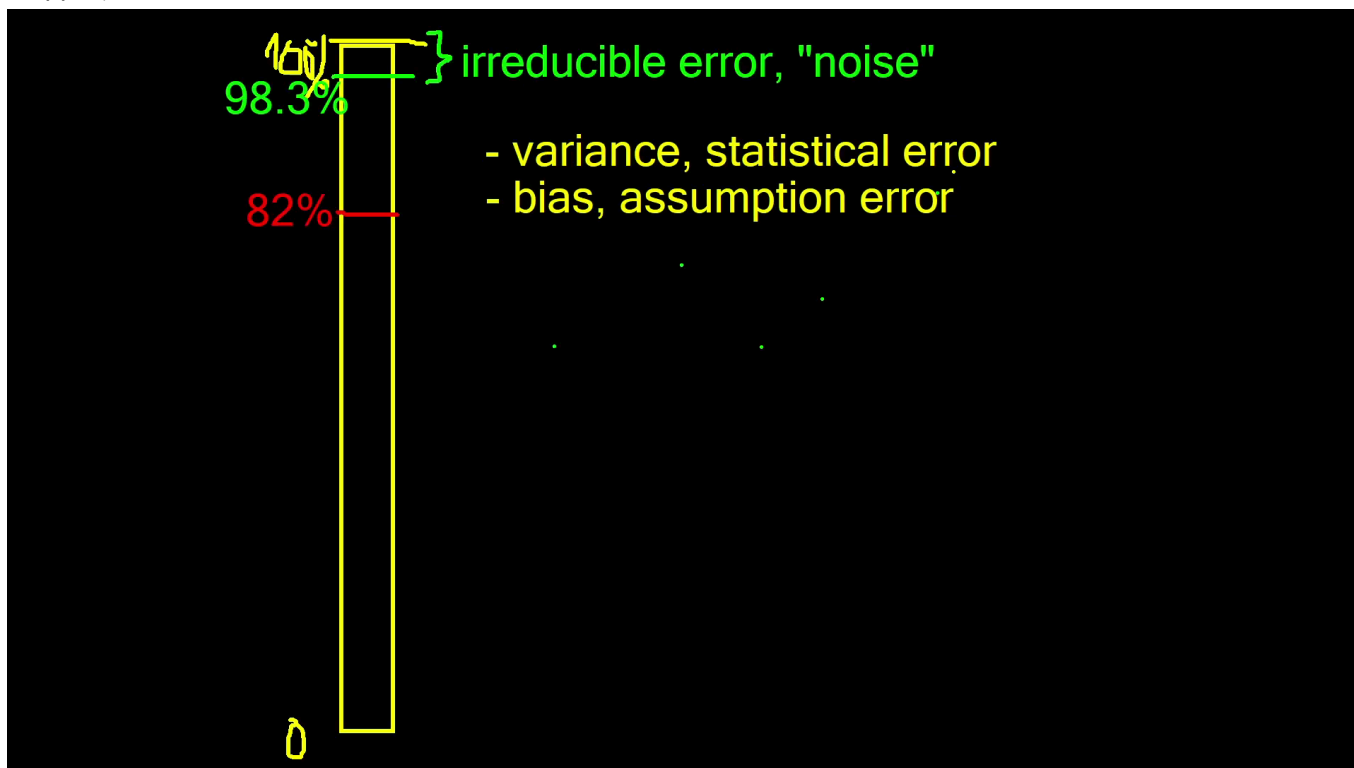 100%
irreducible error, "noise"
98.3%
- variance, statistical error
- bias, assumption error
82%
0